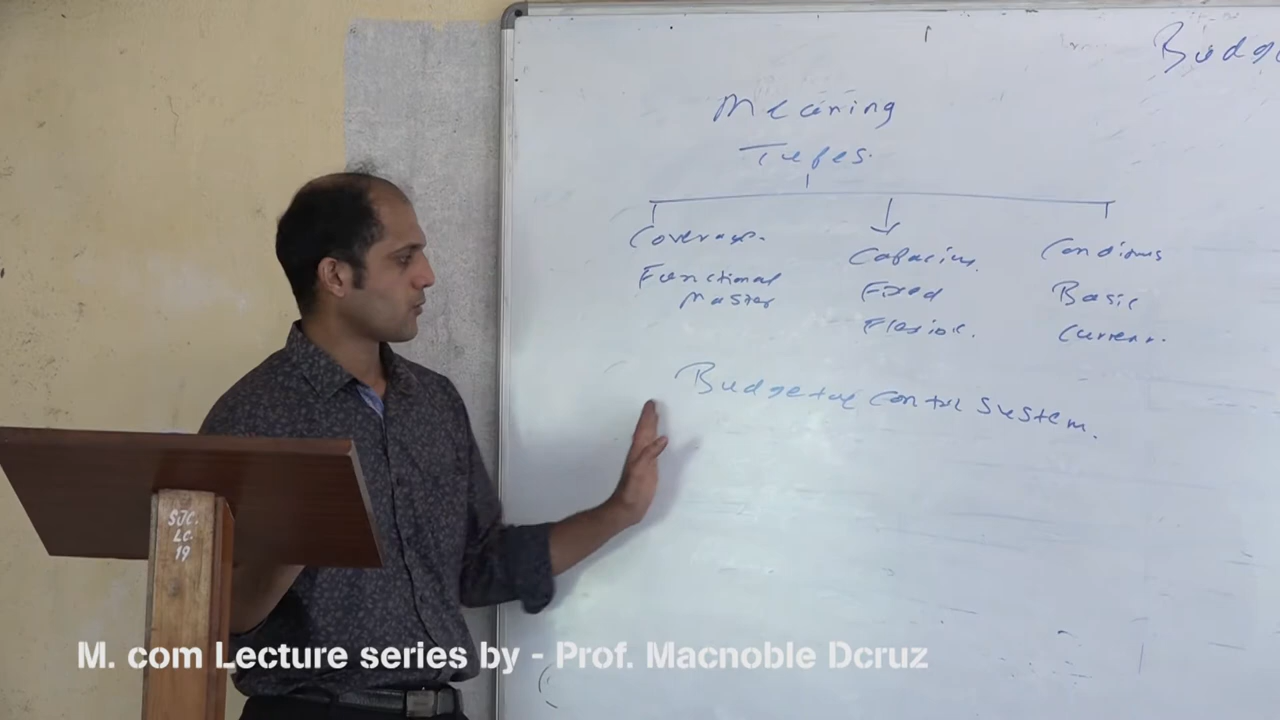 Budge
Meaning
Types.
Coverage. Capacity. Conditions
Functional Fixed Basic
Master Flexible. Current.
Budgetary Control System.
SJC.
LC.
19
M. com Lecture series by - Prof. Macnoble Dcruz